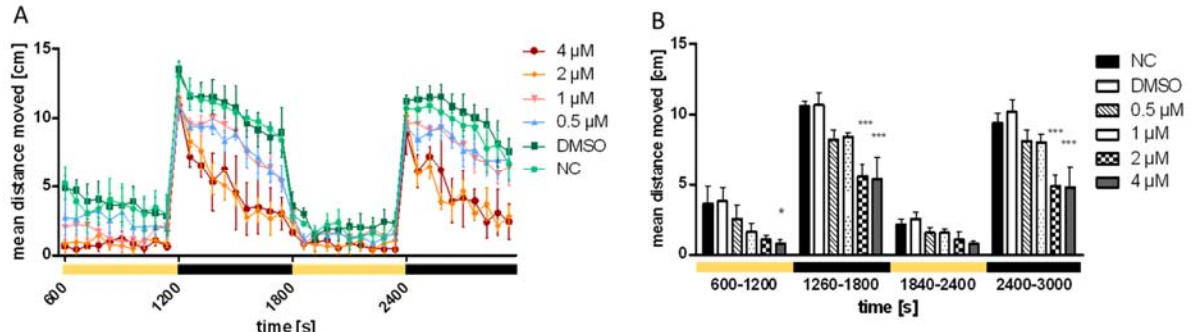 A
mean distance moved [cm]
15
10
5
0
600
1200
1800
2400
time [s]
4 µM
2 µM
1 µM
0.5 µM
DMSO
NC
B
mean distance moved [cm]
15
10
5
0
*
***
***
***
***
600-1200
1260-1800
1840-2400
2400-3000
time [s]
NC
DMSO
0.5 µM
1 µM
2 µM
4 µM